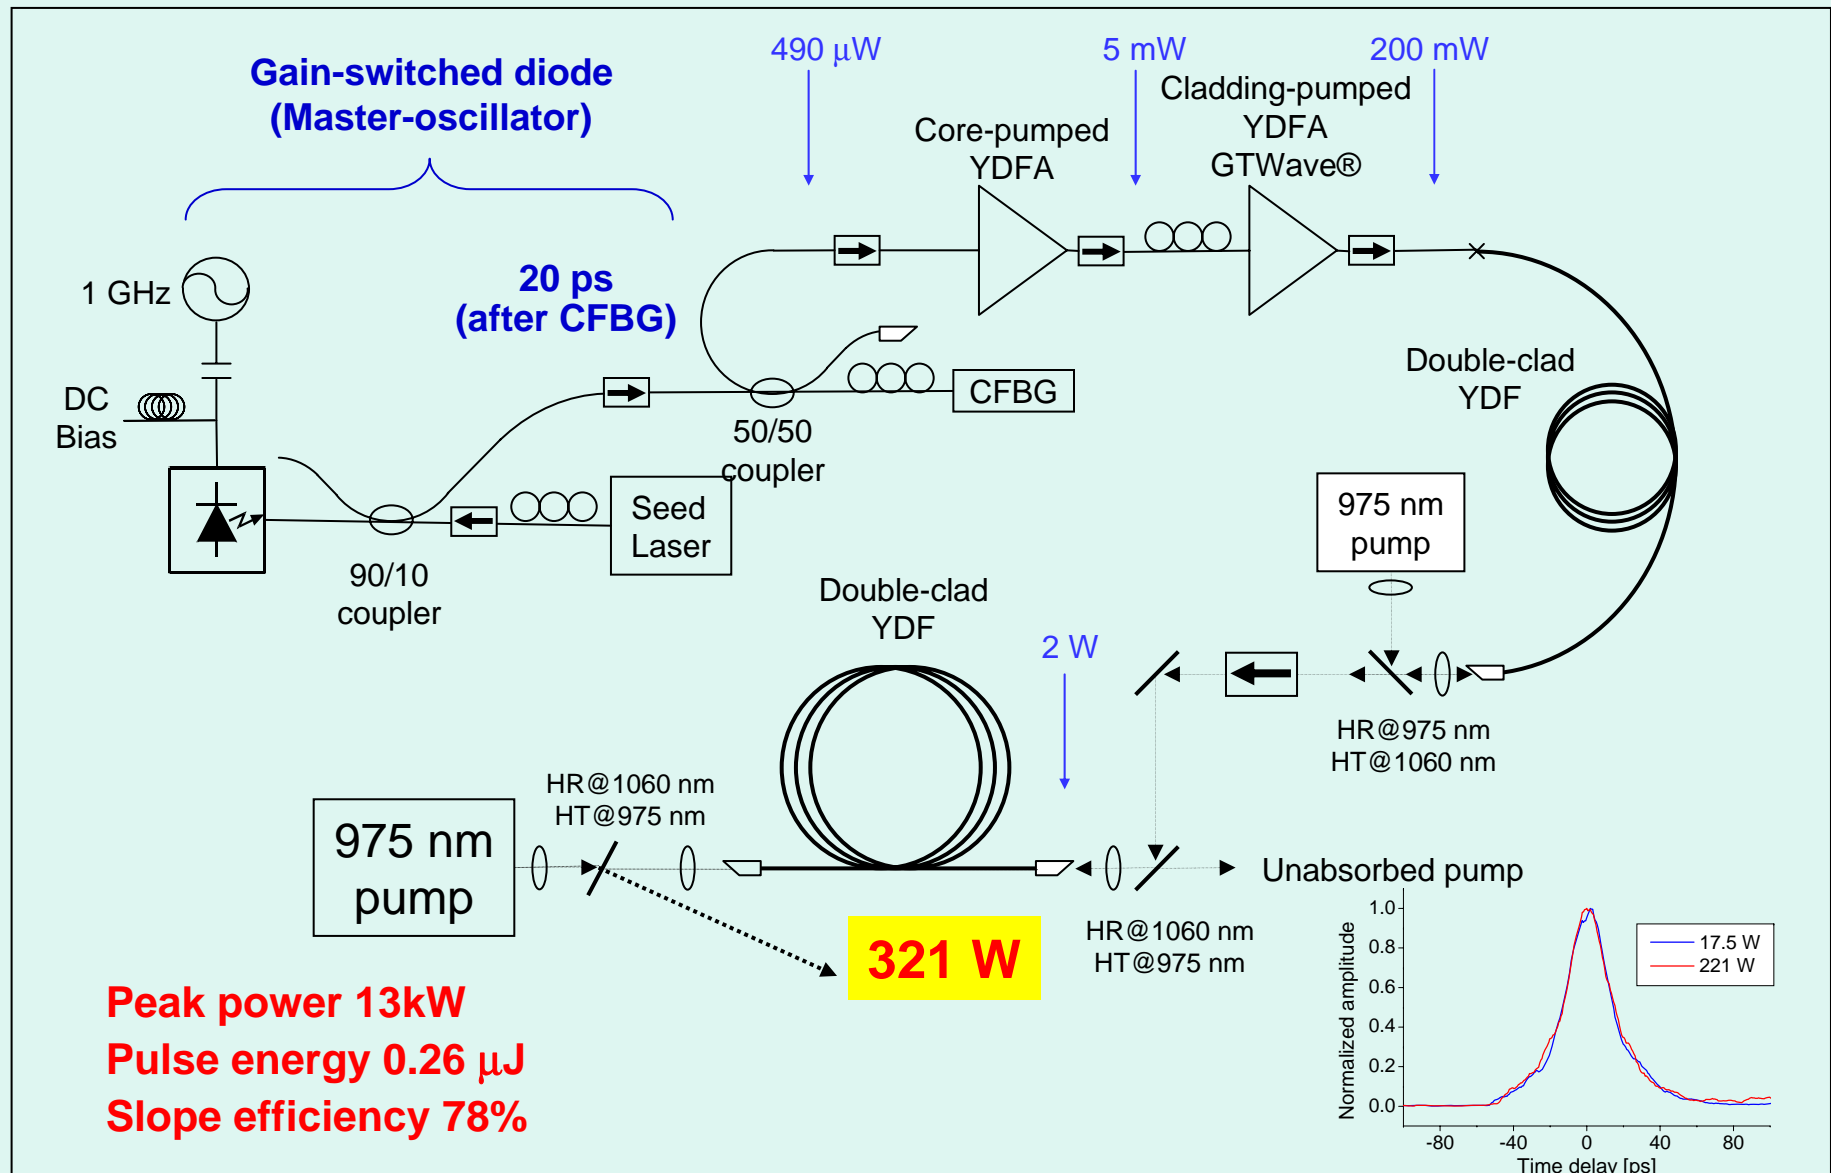 490 μW
5 mW
200 mW
Gain-switched diode
(Master-oscillator)
Core-pumped
YDFA
Cladding-pumped
YDFA
GTWave®
1 GHz
20 ps
(after CFBG)
DC
Bias
CFBG
50/50
coupler
Double-clad
YDF
Seed
Laser
90/10
coupler
975 nm
pump
Double-clad
YDF
2 W
HR@975 nm
HT@1060 nm
HR@1060 nm
HT@975 nm
975 nm
pump
Unabsorbed pump
HR@1060 nm
HT@975 nm
321 W
Peak power 13kW
Pulse energy 0.26 μJ
Slope efficiency 78%
Normalized amplitude
1.0
0.8
0.6
0.4
0.2
0.0
17.5 W
221 W
-80 -40 0 40 80
Time delay [ps]